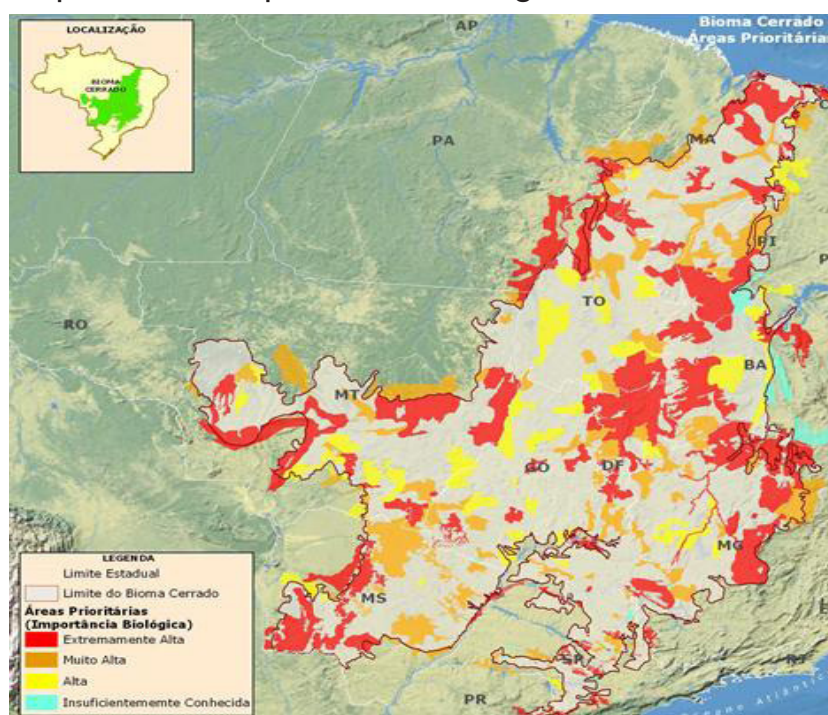 LOCALIZAÇÃO
BIOMA
CERRADO
Bioma Cerrado
Áreas Prioritárias
AP
PA
MA
PI
RO
TO
BA
MT
GO
DF
MG
MS
SP
RJ
PR
Oceano Atlântico
LEGENDA
Limite Estadual
Limite do Bioma Cerrado
Áreas Prioritárias
(Importância Biológica)
Extremamente Alta
Muito Alta
Alta
Insuficientememte Conhecida